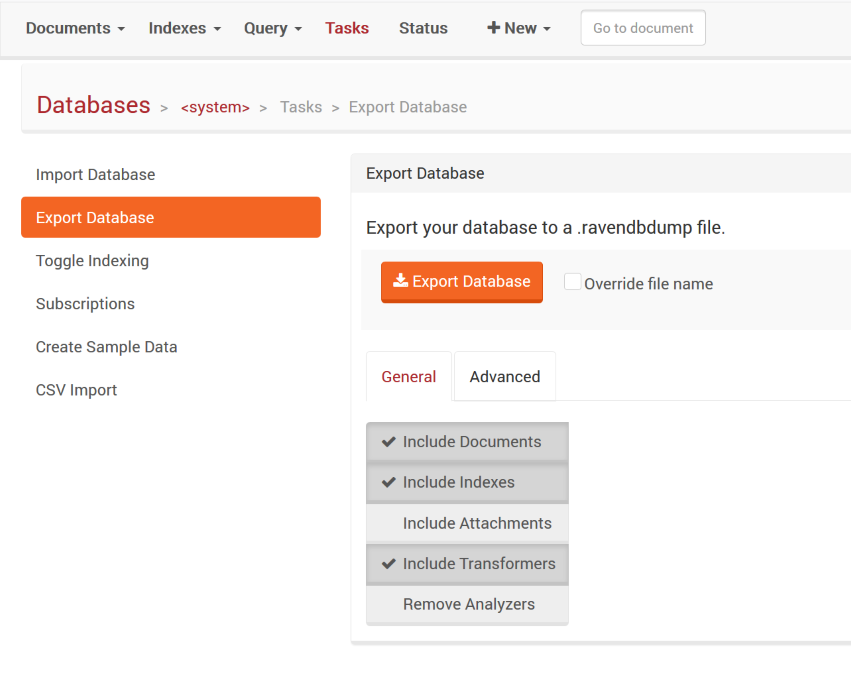 Documents Indexes Query Tasks Status + New Go to document
Databases > <system> > Tasks > Export Database
Import Database
Export Database
Toggle Indexing
Subscriptions
Create Sample Data
CSV Import
Export Database
Export your database to a .ravendbdump file.
Export Database Override file name
General Advanced
Include Documents
Include Indexes
Include Attachments
Include Transformers
Remove Analyzers